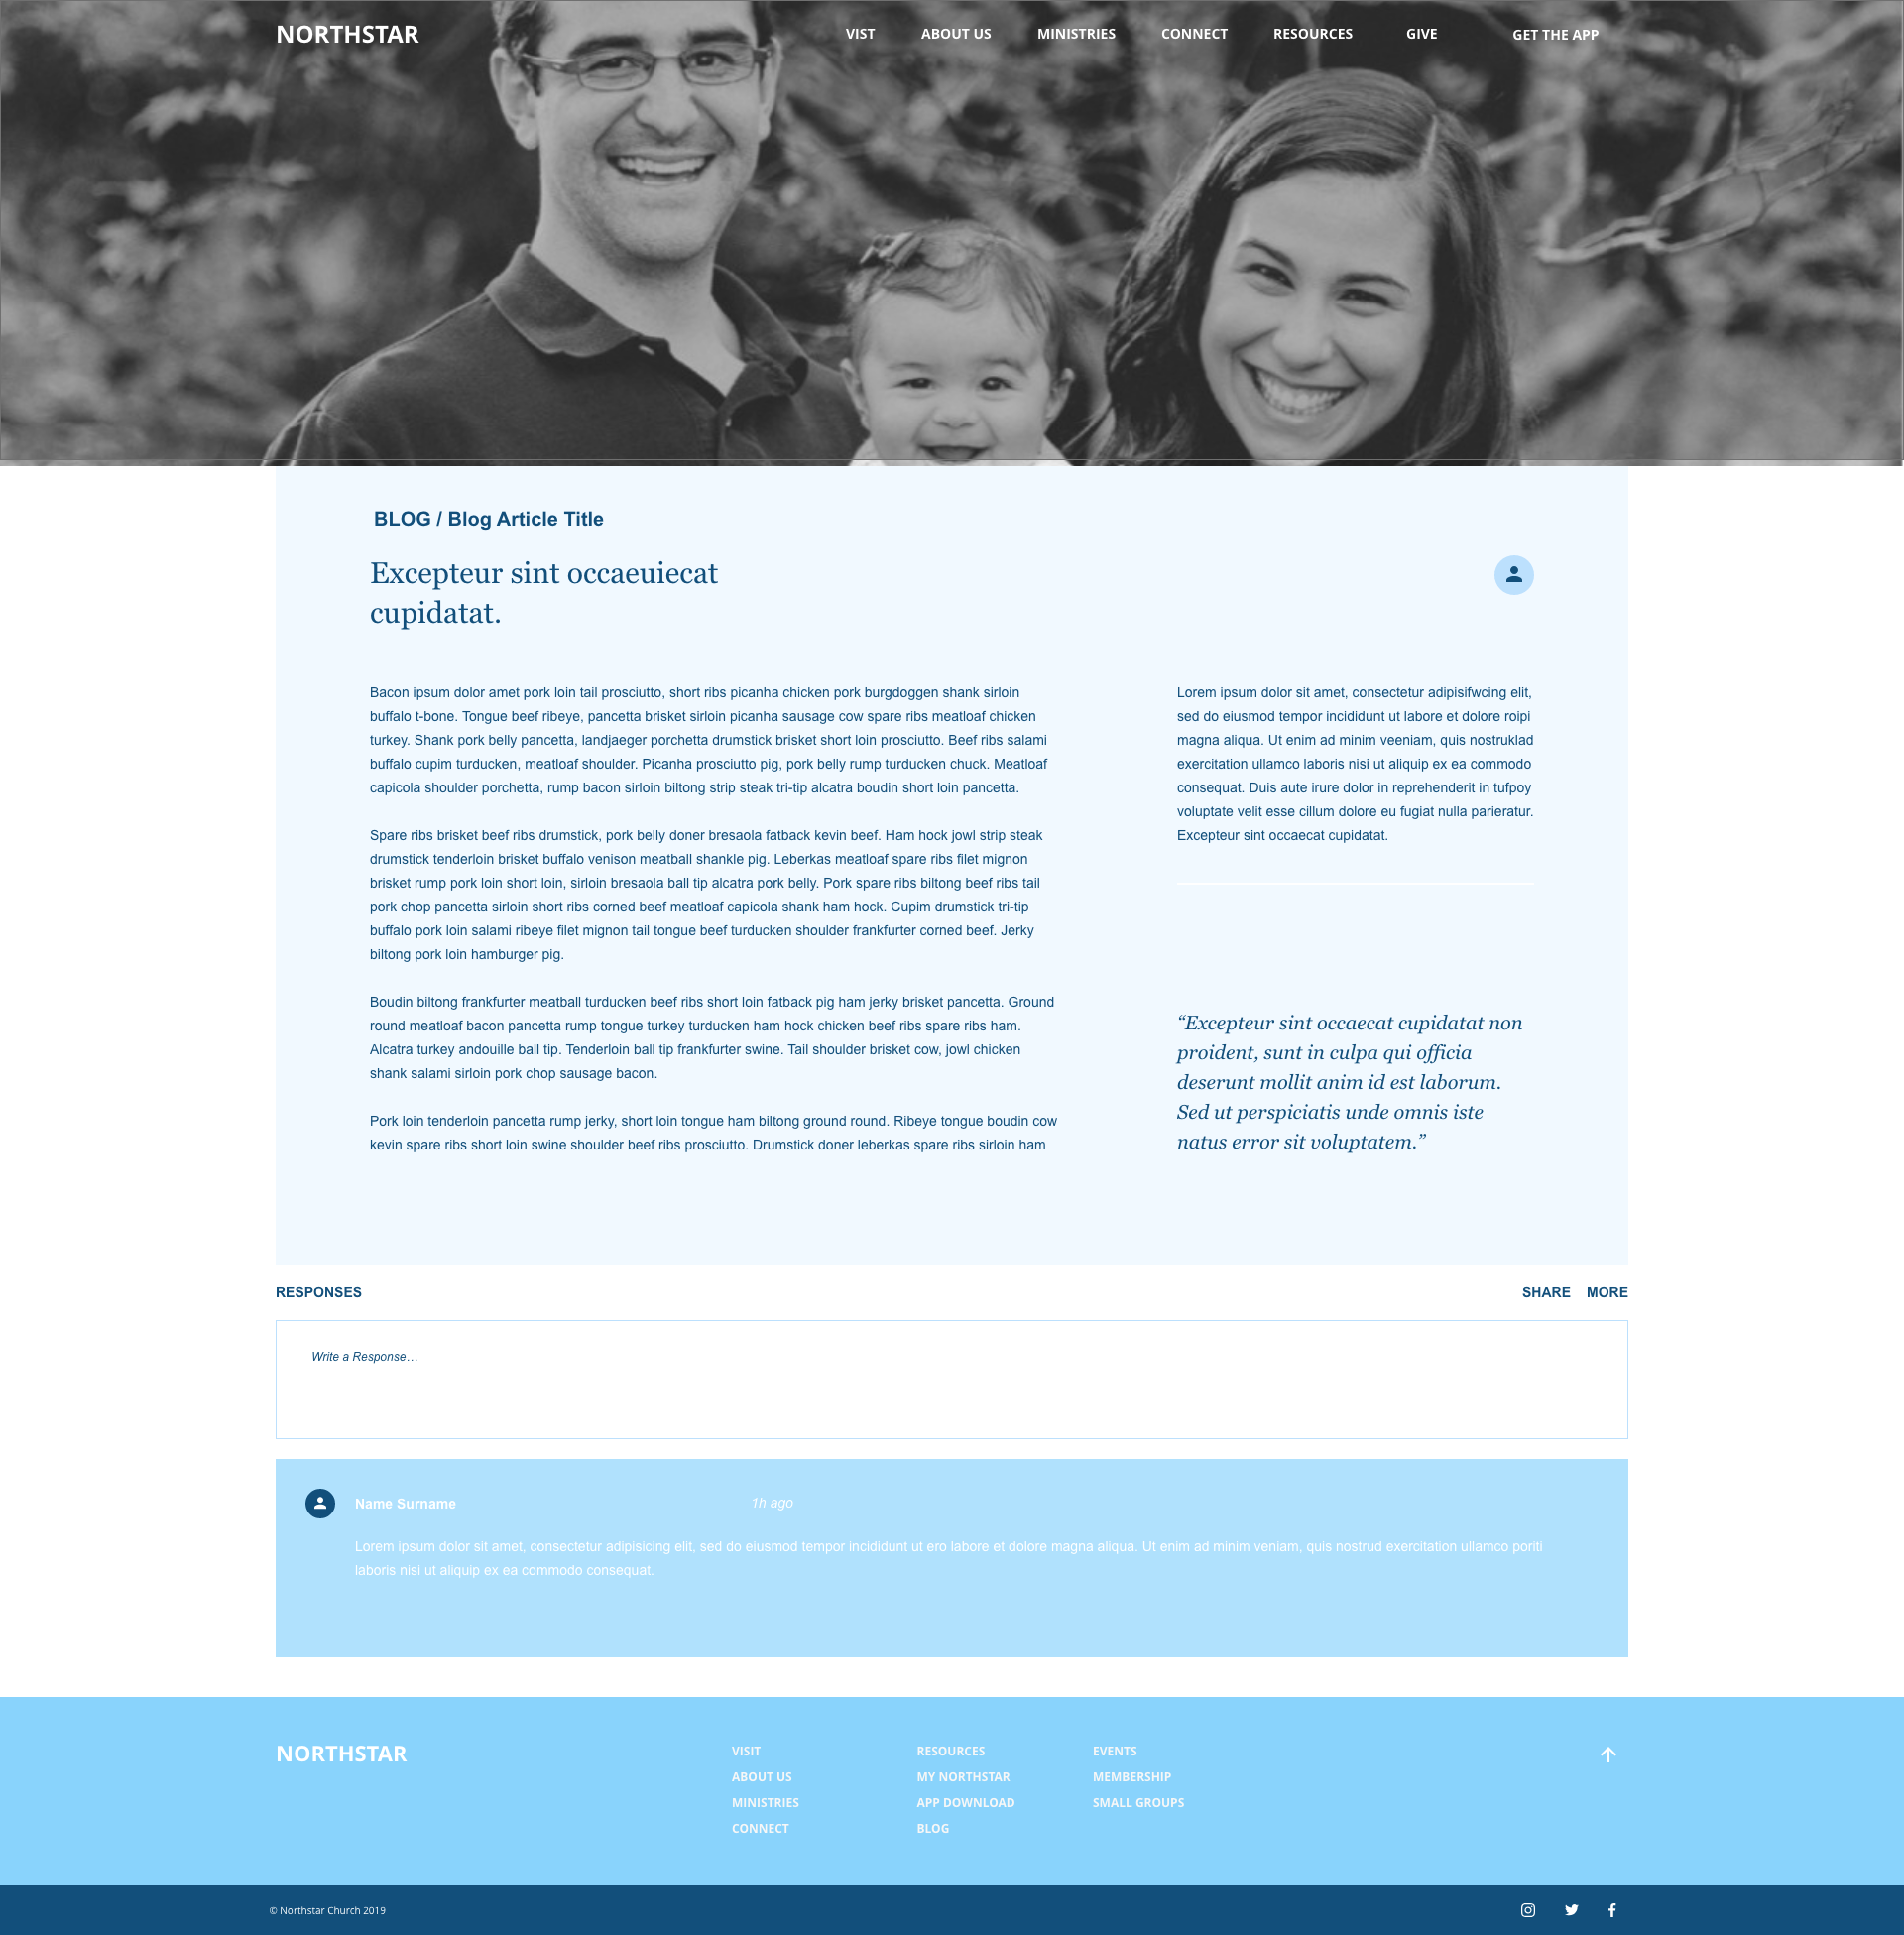 NORTHSTAR
VIST
ABOUT US
MINISTRIES
CONNECT
RESOURCES
GIVE
GET THE APP
BLOG / Blog Article Title
Excepteur sint occaeuiecat
cupidatat.
Bacon ipsum dolor amet pork loin tail prosciutto, short ribs picanha chicken pork burgdoggen shank sirloin
buffalo t-bone. Tongue beef ribeye, pancetta brisket sirloin picanha sausage cow spare ribs meatloaf chicken
turkey. Shank pork belly pancetta, landjaeger porchetta drumstick brisket short loin prosciutto. Beef ribs salami
buffalo cupim turducken, meatloaf shoulder. Picanha prosciutto pig, pork belly rump turducken chuck. Meatloaf
capicola shoulder porchetta, rump bacon sirloin biltong strip steak tri-tip alcatra boudin short loin pancetta.
Spare ribs brisket beef ribs drumstick, pork belly doner bresaola fatback kevin beef. Ham hock jowl strip steak
drumstick tenderloin brisket buffalo venison meatball shankle pig. Leberkas meatloaf spare ribs filet mignon
brisket rump pork loin short loin, sirloin bresaola ball tip alcatra pork belly. Pork spare ribs biltong beef ribs tail
pork chop pancetta sirloin short ribs corned beef meatloaf capicola shank ham hock. Cupim drumstick tri-tip
buffalo pork loin salami ribeye filet mignon tail tongue beef turducken shoulder frankfurter corned beef. Jerky
biltong pork loin hamburger pig.
Boudin biltong frankfurter meatball turducken beef ribs short loin fatback pig ham jerky brisket pancetta. Ground
round meatloaf bacon pancetta rump tongue turkey turducken ham hock chicken beef ribs spare ribs ham.
Alcatra turkey andouille ball tip. Tenderloin ball tip frankfurter swine. Tail shoulder brisket cow, jowl chicken
shank salami sirloin pork chop sausage bacon.
Pork loin tenderloin pancetta rump jerky, short loin tongue ham biltong ground round. Ribeye tongue boudin cow
kevin spare ribs short loin swine shoulder beef ribs prosciutto. Drumstick doner leberkas spare ribs sirloin ham
Lorem ipsum dolor sit amet, consectetur adipisifwcing elit,
sed do eiusmod tempor incididunt ut labore et dolore roipi
magna aliqua. Ut enim ad minim veeniam, quis nostruklad
exercitation ullamco laboris nisi ut aliquip ex ea commodo
consequat. Duis aute irure dolor in reprehenderit in tufpoy
voluptate velit esse cillum dolore eu fugiat nulla parieratur.
Excepteur sint occaecat cupidatat.
“Excepteur sint occaecat cupidatat non
proident, sunt in culpa qui officia
deserunt mollit anim id est laborum.
Sed ut perspiciatis unde omnis iste
natus error sit voluptatem.”
RESPONSES
SHARE
MORE
Write a Response…
Name Surname
1h ago
Lorem ipsum dolor sit amet, consectetur adipisicing elit, sed do eiusmod tempor incididunt ut ero labore et dolore magna aliqua. Ut enim ad minim veniam, quis nostrud exercitation ullamco poriti
laboris nisi ut aliquip ex ea commodo consequat.
NORTHSTAR
VISIT
ABOUT US
MINISTRIES
CONNECT
RESOURCES
MY NORTHSTAR
APP DOWNLOAD
BLOG
EVENTS
MEMBERSHIP
SMALL GROUPS
© Northstar Church 2019